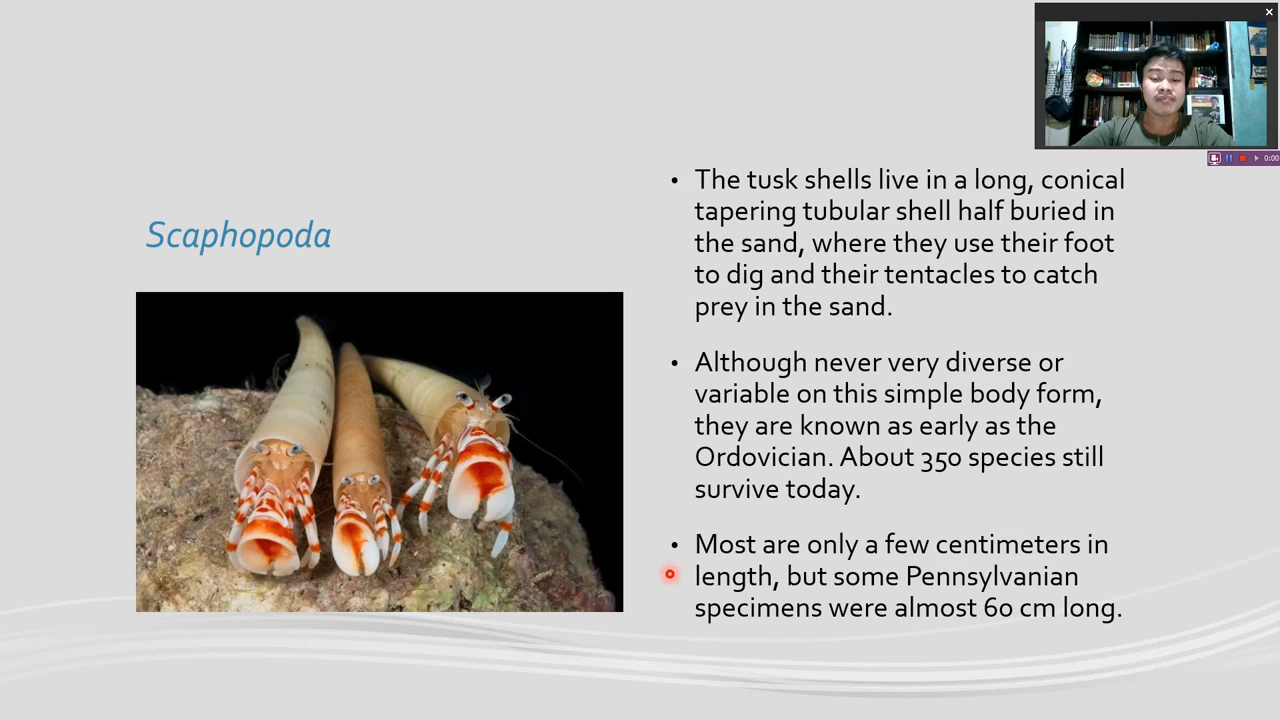 Scaphopoda
• The tusk shells live in a long, conical
tapering tubular shell half buried in
the sand, where they use their foot
to dig and their tentacles to catch
prey in the sand.
• Although never very diverse or
variable on this simple body form,
they are known as early as the
Ordovician. About 350 species still
survive today.
• Most are only a few centimeters in
length, but some Pennsylvanian
specimens were almost 60 cm long.
0:00